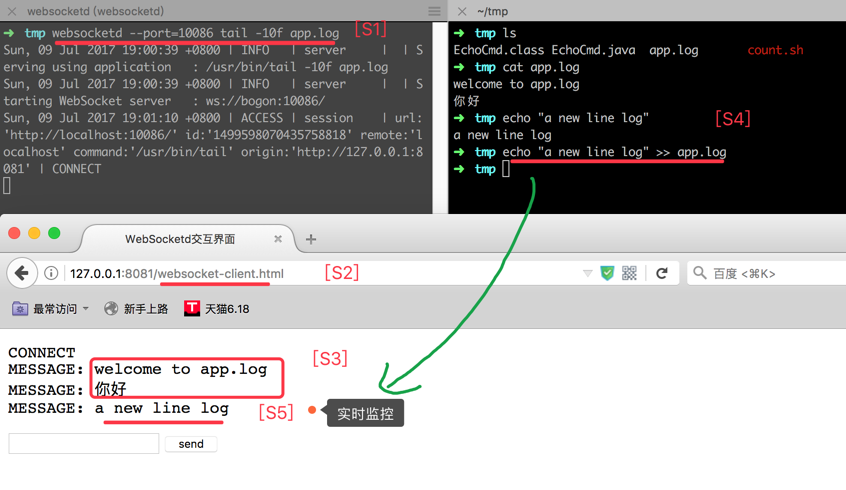 websocketd (websocketd)
➜ tmp websocketd --port=10086 tail -10f app.log [S1]
Sun, 09 Jul 2017 19:00:39 +0800 | INFO | server | | S
erving using application : /usr/bin/tail -10f app.log
Sun, 09 Jul 2017 19:00:39 +0800 | INFO | server | | S
tarting WebSocket server : ws://bogon:10086/
Sun, 09 Jul 2017 19:01:10 +0800 | ACCESS | session | url:
'http://localhost:10086/' id:'1499598070435758818' remote:'l
ocalhost' command:'/usr/bin/tail' origin:'http://127.0.0.1:8
081' | CONNECT
~/tmp
➜ tmp ls
EchoCmd.class EchoCmd.java app.log count.sh
➜ tmp cat app.log
welcome to app.log
你好
➜ tmp echo "a new line log" [S4]
a new line log
➜ tmp echo "a new line log" >> app.log
➜ tmp
WebSocketd交互界面
127.0.0.1:8081/websocket-client.html [S2]
百度 <⌘K>
最常访问 新手上路 T 天猫6.18
CONNECT
MESSAGE: welcome to app.log [S3]
MESSAGE: 你好
MESSAGE: a new line log [S5] 实时监控
send